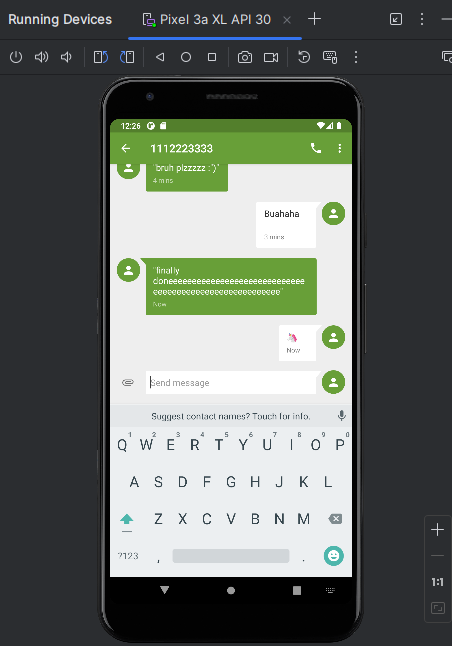 Running Devices
Pixel 3a XL API 30
12:26
1112223333
"bruh plzzzzz :')"
4 mins
Buahaha
3 mins
"finally
doneeeeeeeeeeeeeeeeeeeeeeeeeeeee
eeeeeeeeeeeeeeeeeeeeeeeeeee"
Now
🦄
Now
Send message
Suggest contact names? Touch for info.
1 2 3 4 5 6 7 8 9 0
Q W E R T Y U I O P
A S D F G H J K L
Z X C V B N M
?123 , .
1:1